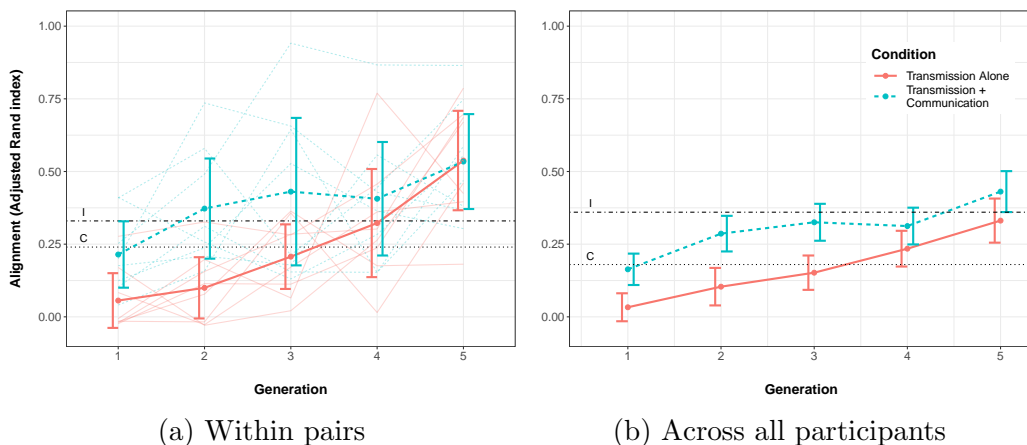 Alignment (Adjusted Rand index)
1.00
0.75
0.50
0.25
0.00
I
C
1 2 3 4 5
Generation
(a) Within pairs
1.00
0.75
0.50
0.25
0.00
I
C
Condition
Transmission Alone
Transmission +
Communication
1 2 3 4 5
Generation
(b) Across all participants